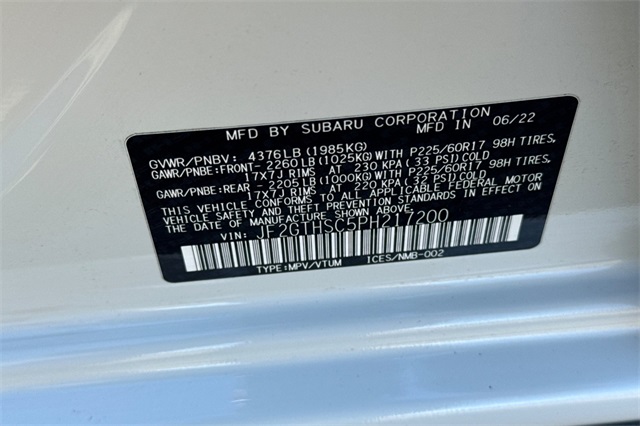 MFD BY SUBARU CORPORATION MFD IN 06/22
GVWR/PNBV: 4376LB (1985KG)
GAWR/PNBE:FRONT-2260LB(1025KG)WITH P225/60R17 98H TIRES,
17X7J RIMS AT 230 KPA(33 PSI)COLD
GAWR/PNBE:REAR -2205LB(1000KG)WITH P225/60R17 98H TIRES,
17X7J RIMS AT 220 KPA(33 PSI)COLD
THIS VEHICLE CONFORMS TO ALL APPLICABLE FEDERAL MOTOR
VEHICLE SAFETY AND THEFT PREVENTION STANDARDS IN EFFECT ON
THE DATE OF MANUFACTURE SHOWN ABOVE.
VIN: JF2GTHSC5PH217200
TYPE:MPV/VTUM ICES/NMB-002